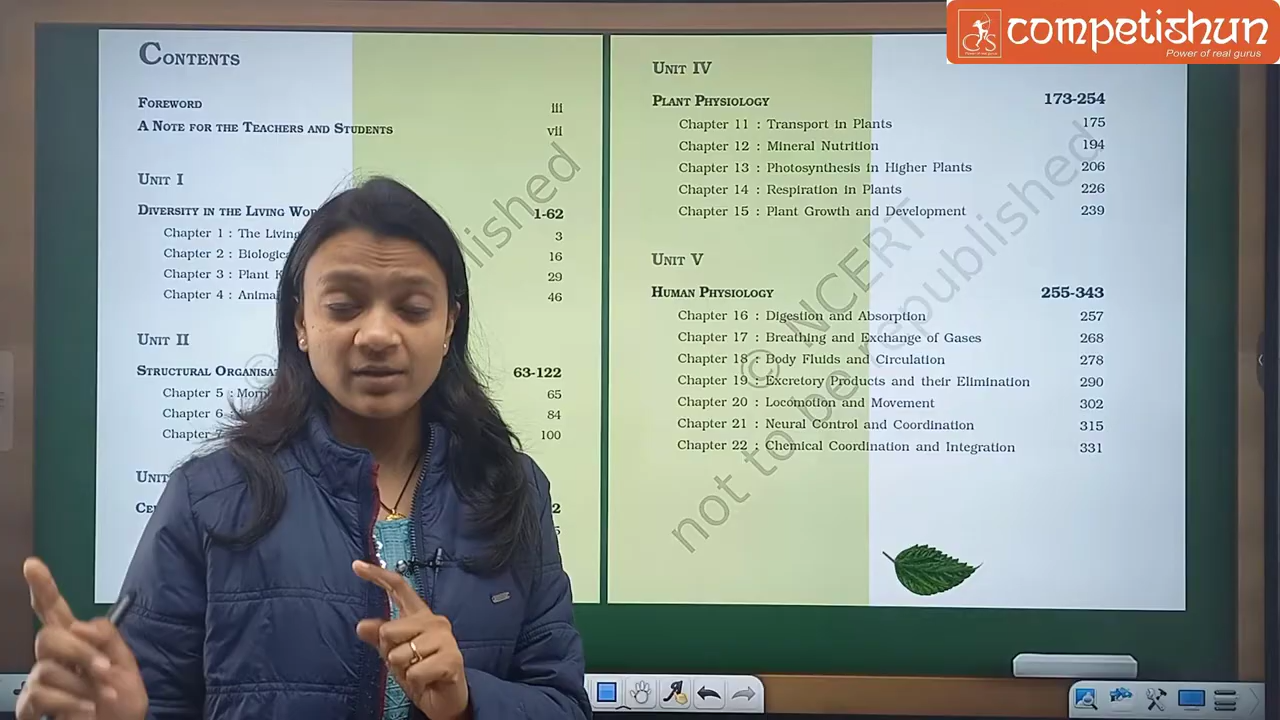 competishun
Power of real gurus
CONTENTS
FOREWORD iii
A NOTE FOR THE TEACHERS AND STUDENTS vii
UNIT I
DIVERSITY IN THE LIVING 1-62
Chapter 1 : The Living 3
Chapter 2 : 16
Chapter 3 : Plant 29
Chapter 4 : 46
UNIT II
STRUCTURAL 63-122
Chapter 5 : 65
Chapter 6 84
100
UNIT IV
PLANT PHYSIOLOGY 173-254
Chapter 11 : Transport in Plants 175
Chapter 12 : Mineral Nutrition 194
Chapter 13 : Photosynthesis in Higher Plants 206
Chapter 14 : Respiration in Plants 226
Chapter 15 : Plant Growth and Development 239
UNIT V
HUMAN PHYSIOLOGY 255-343
Chapter 16 : Digestion and Absorption 257
Chapter 17 : Breathing and Exchange of Gases 268
Chapter 18 : Body Fluids and Circulation 278
Chapter 19 : Excretory Products and their Elimination 290
Chapter 20 : Locomotion and Movement 302
Chapter 21 : Neural Control and Coordination 315
Chapter 22 : Chemical Coordination and Integration 331
© NCERT
not to be republished